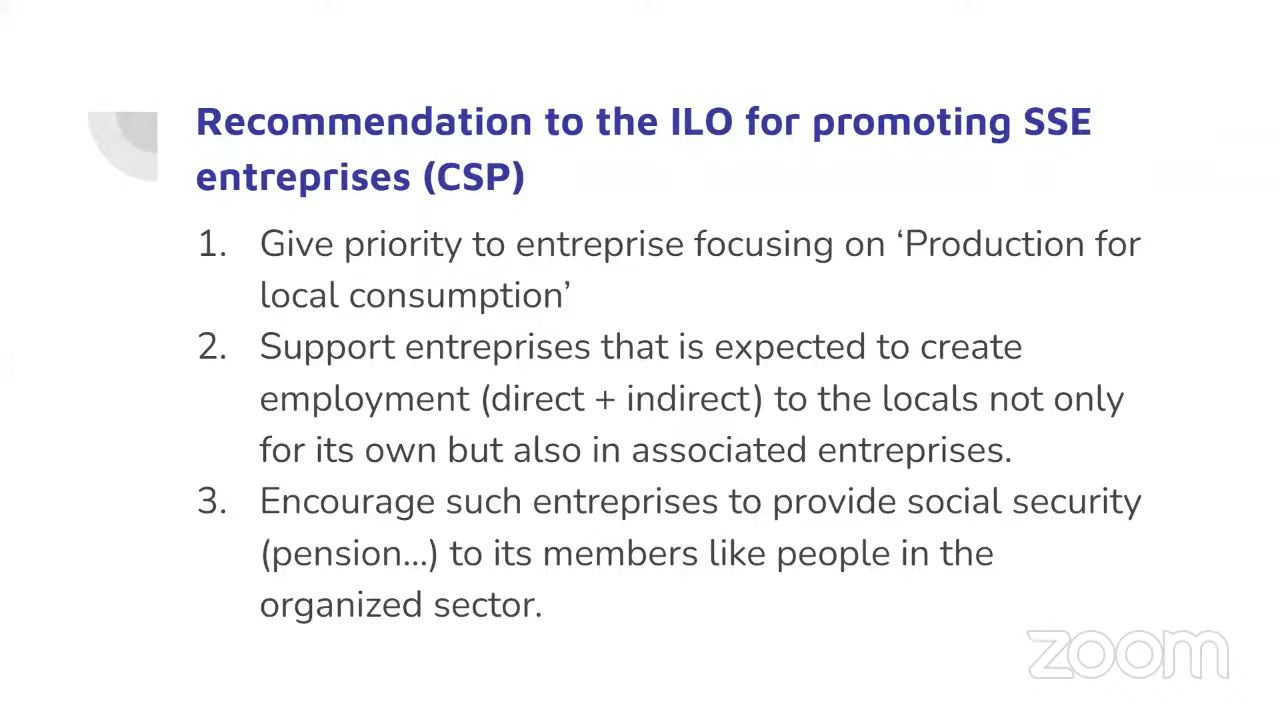 Recommendation to the ILO for promoting SSE
entreprises (CSP)
1. Give priority to entreprise focusing on ‘Production for
local consumption’
2. Support entreprises that is expected to create
employment (direct + indirect) to the locals not only
for its own but also in associated entreprises.
3. Encourage such entreprises to provide social security
(pension...) to its members like people in the
organized sector.
zoom